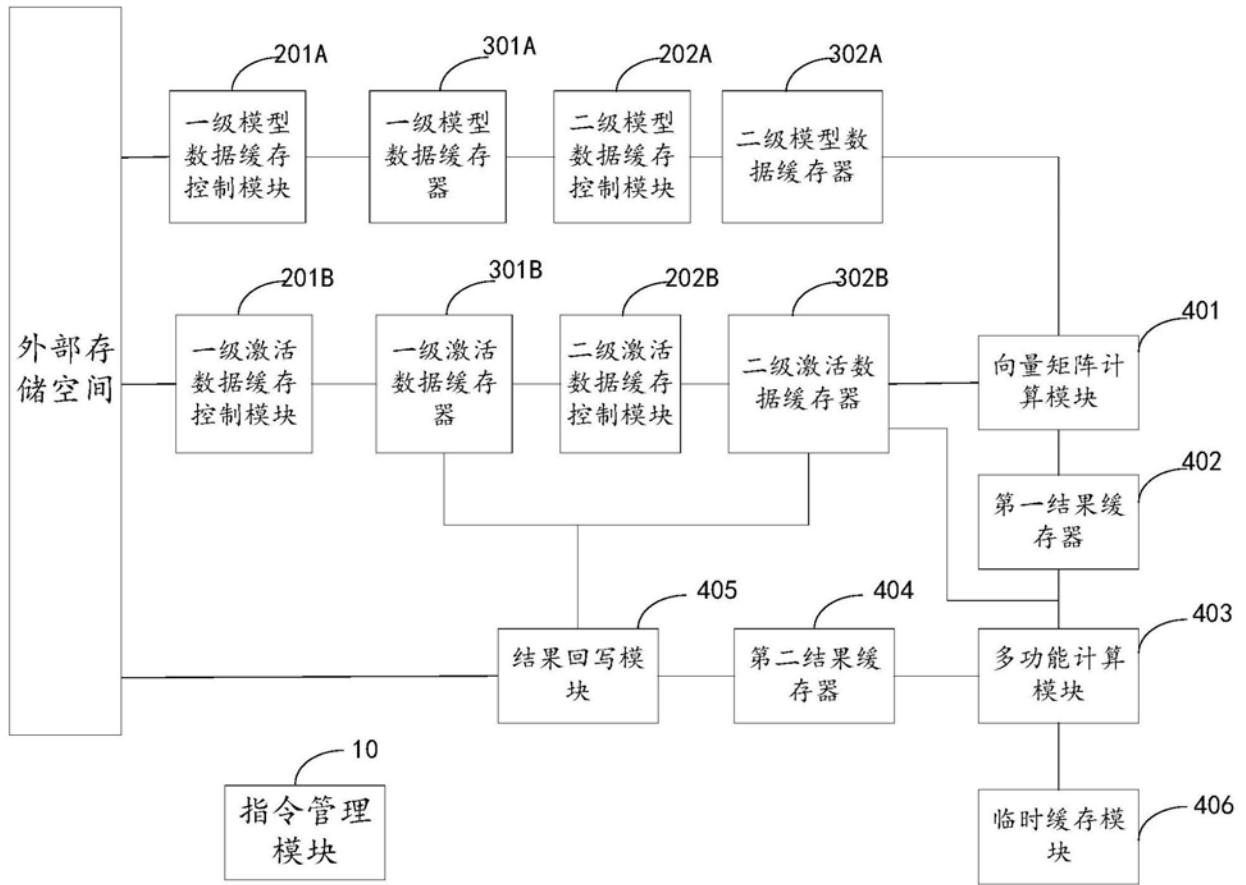 201A
301A
202A
302A
一级模型
数据缓存
控制模块
一级模型
数据缓存
器
二级模型
数据缓存
控制模块
二级模型数
据缓存器
201B
301B
202B
302B
外部存
储空间
一级激活
数据缓存
控制模块
一级激活
数据缓存
器
二级激活
数据缓存
控制模块
二级激活数
据缓存器
401
向量矩阵计
算模块
402
第一结果缓
存器
405
404
403
结果回写模
块
第二结果缓
存器
多功能计算
模块
10
指令管理
模块
406
临时缓存模
块